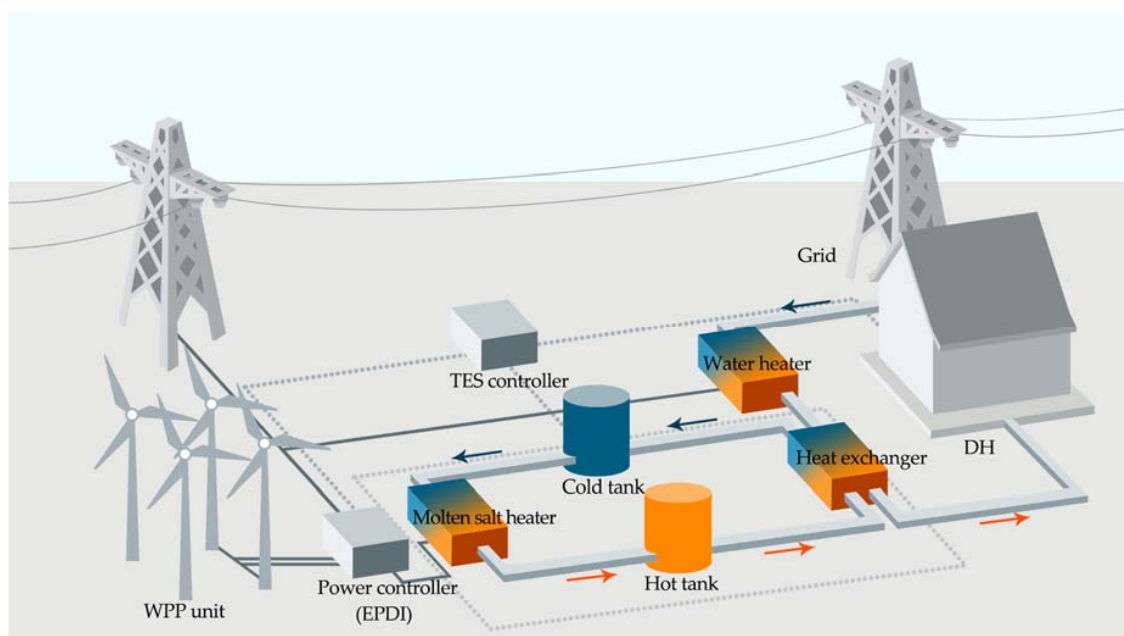 Grid
Water heater
TES controller
DH
Heat exchanger
Cold tank
Molten salt heater
Hot tank
Power controller
(EPDI)
WPP unit